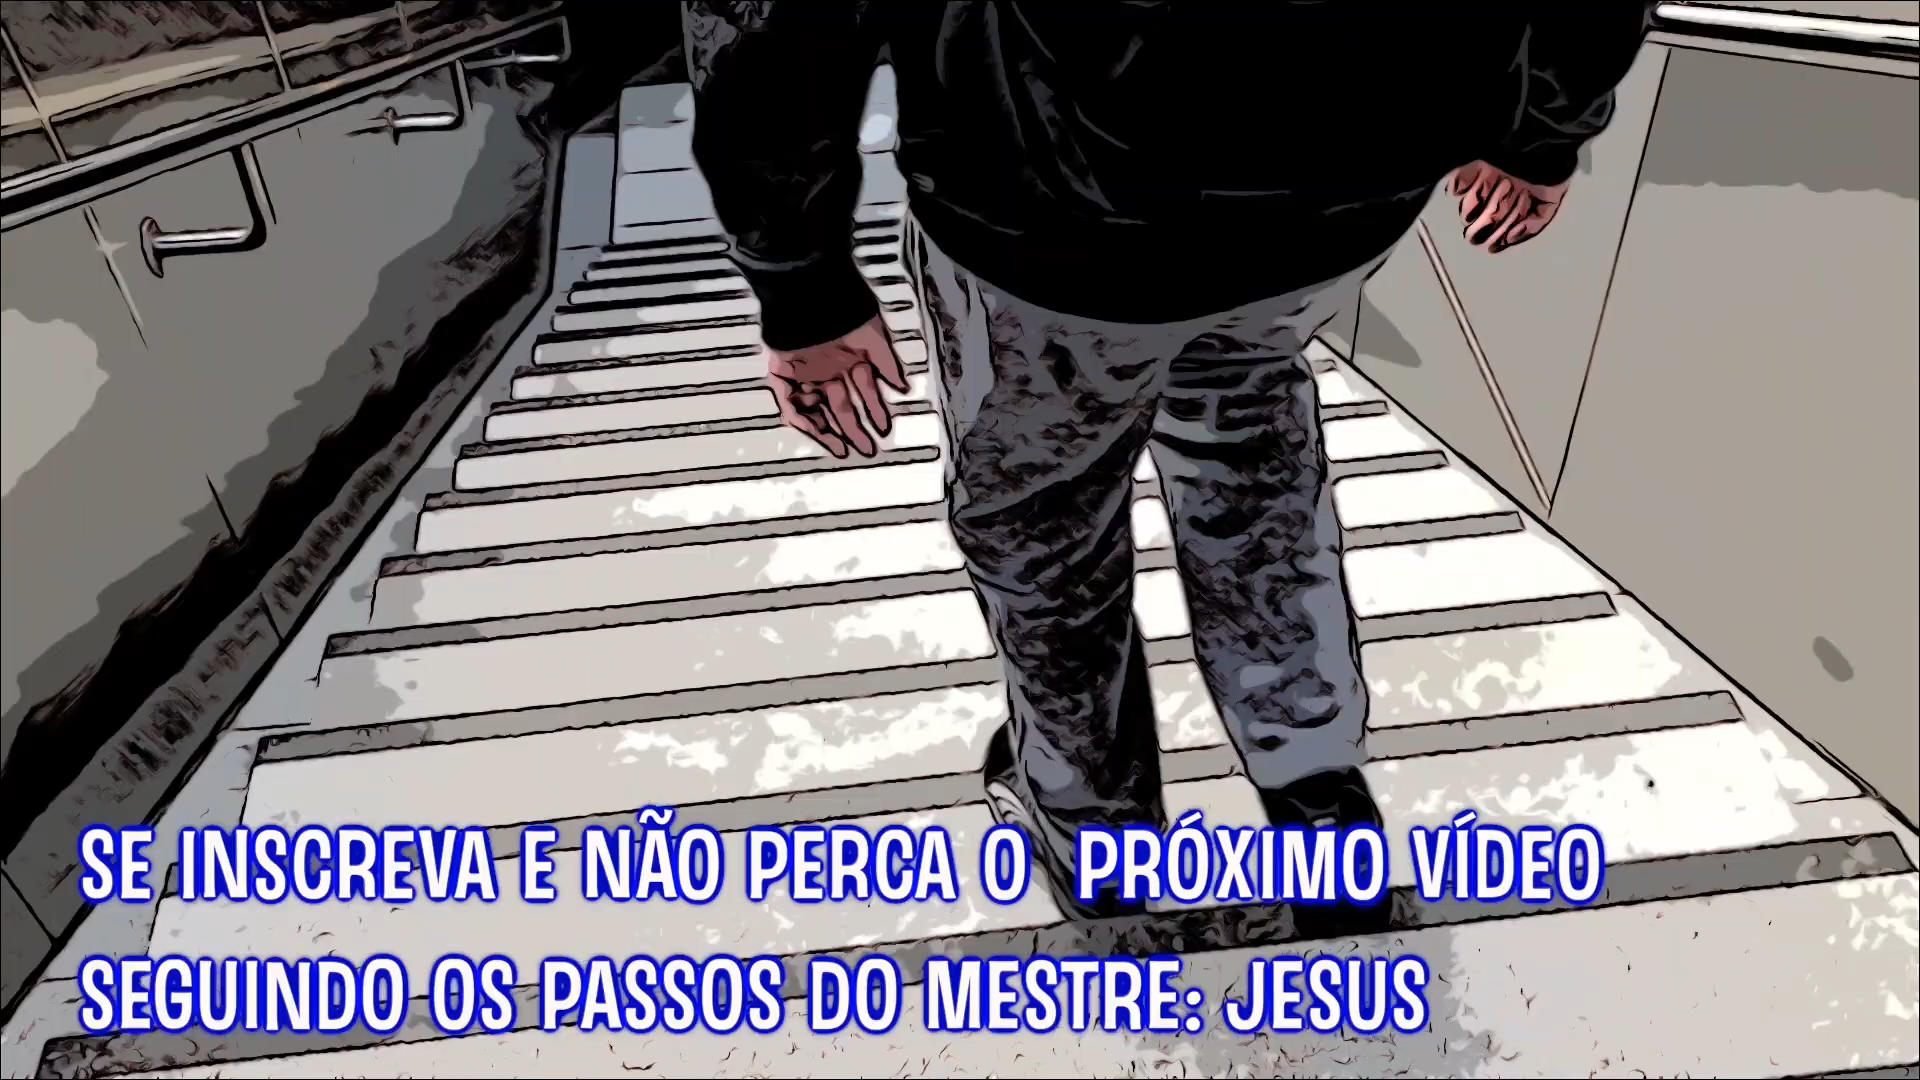 SE INSCREVA E NÃO PERCA O PRÓXIMO VÍDEO
SEGUINDO OS PASSOS DO MESTRE: JESUS